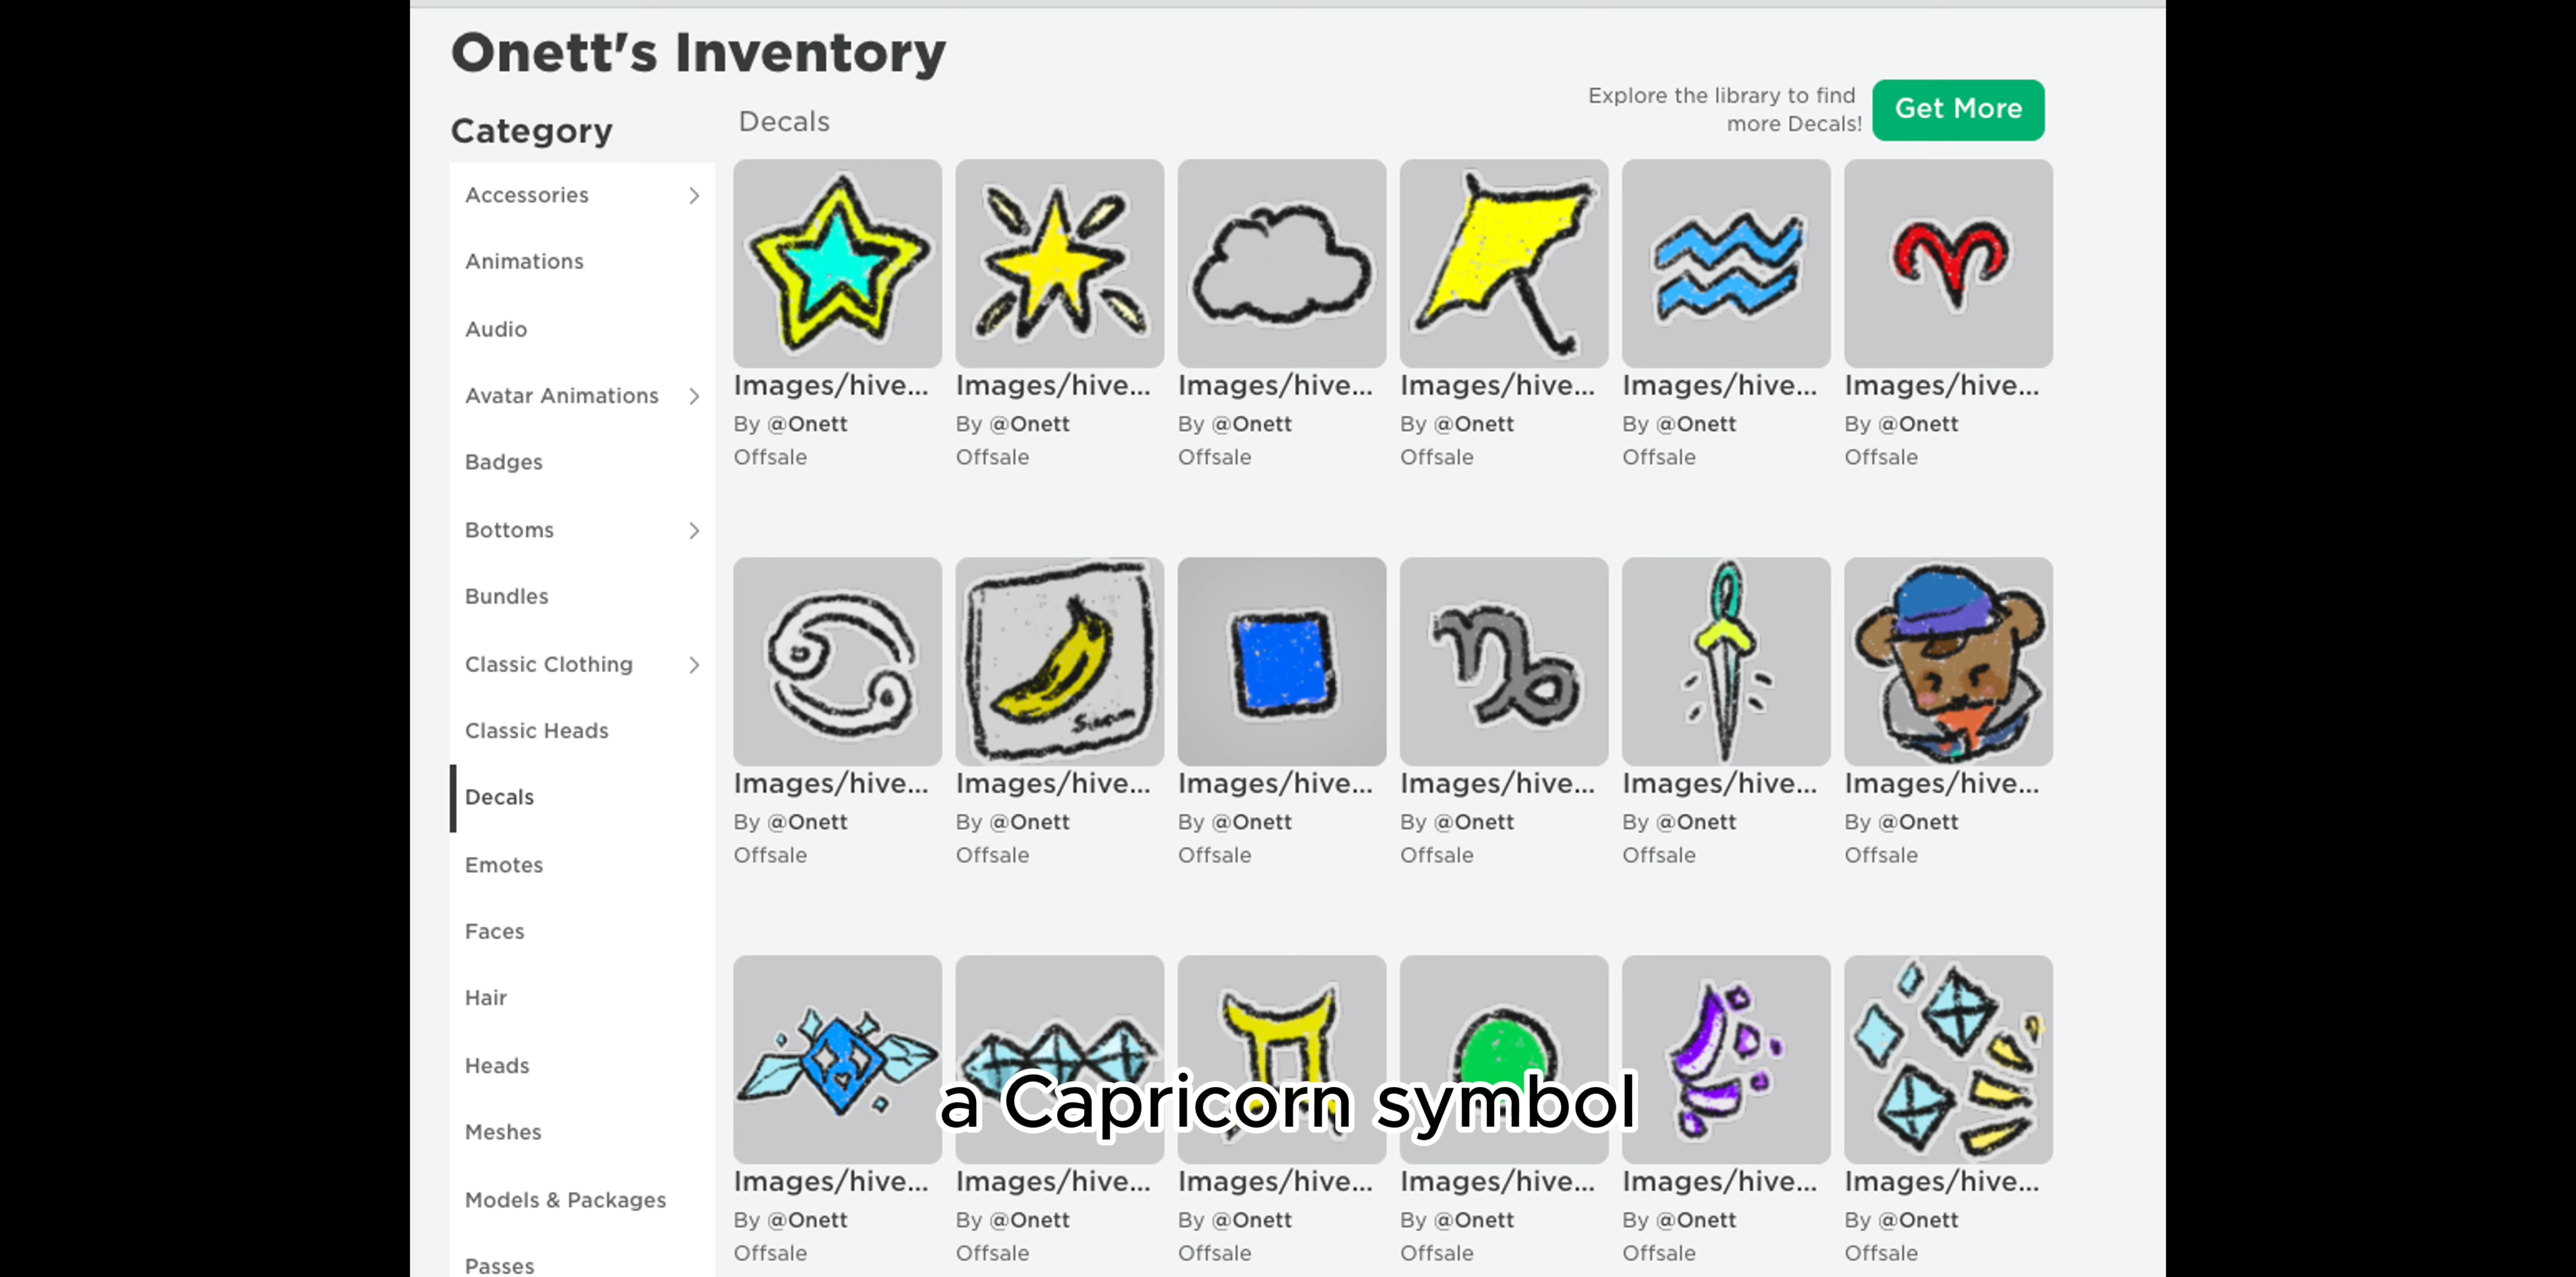 Onett's Inventory
Explore the library to find
more Decals!
Get More
Category
Decals
Accessories
Animations
Audio
Avatar Animations
Badges
Bottoms
Bundles
Classic Clothing
Classic Heads
Decals
Emotes
Faces
Hair
Heads
Meshes
Models & Packages
Passes
Images/hive... Images/hive... Images/hive... Images/hive... Images/hive... Images/hive...
By @Onett By @Onett By @Onett By @Onett By @Onett By @Onett
Offsale Offsale Offsale Offsale Offsale Offsale
Images/hive... Images/hive... Images/hive... Images/hive... Images/hive... Images/hive...
By @Onett By @Onett By @Onett By @Onett By @Onett By @Onett
Offsale Offsale Offsale Offsale Offsale Offsale
a Capricorn symbol
Images/hive... Images/hive... Images/hive... Images/hive... Images/hive... Images/hive...
By @Onett By @Onett By @Onett By @Onett By @Onett By @Onett
Offsale Offsale Offsale Offsale Offsale Offsale